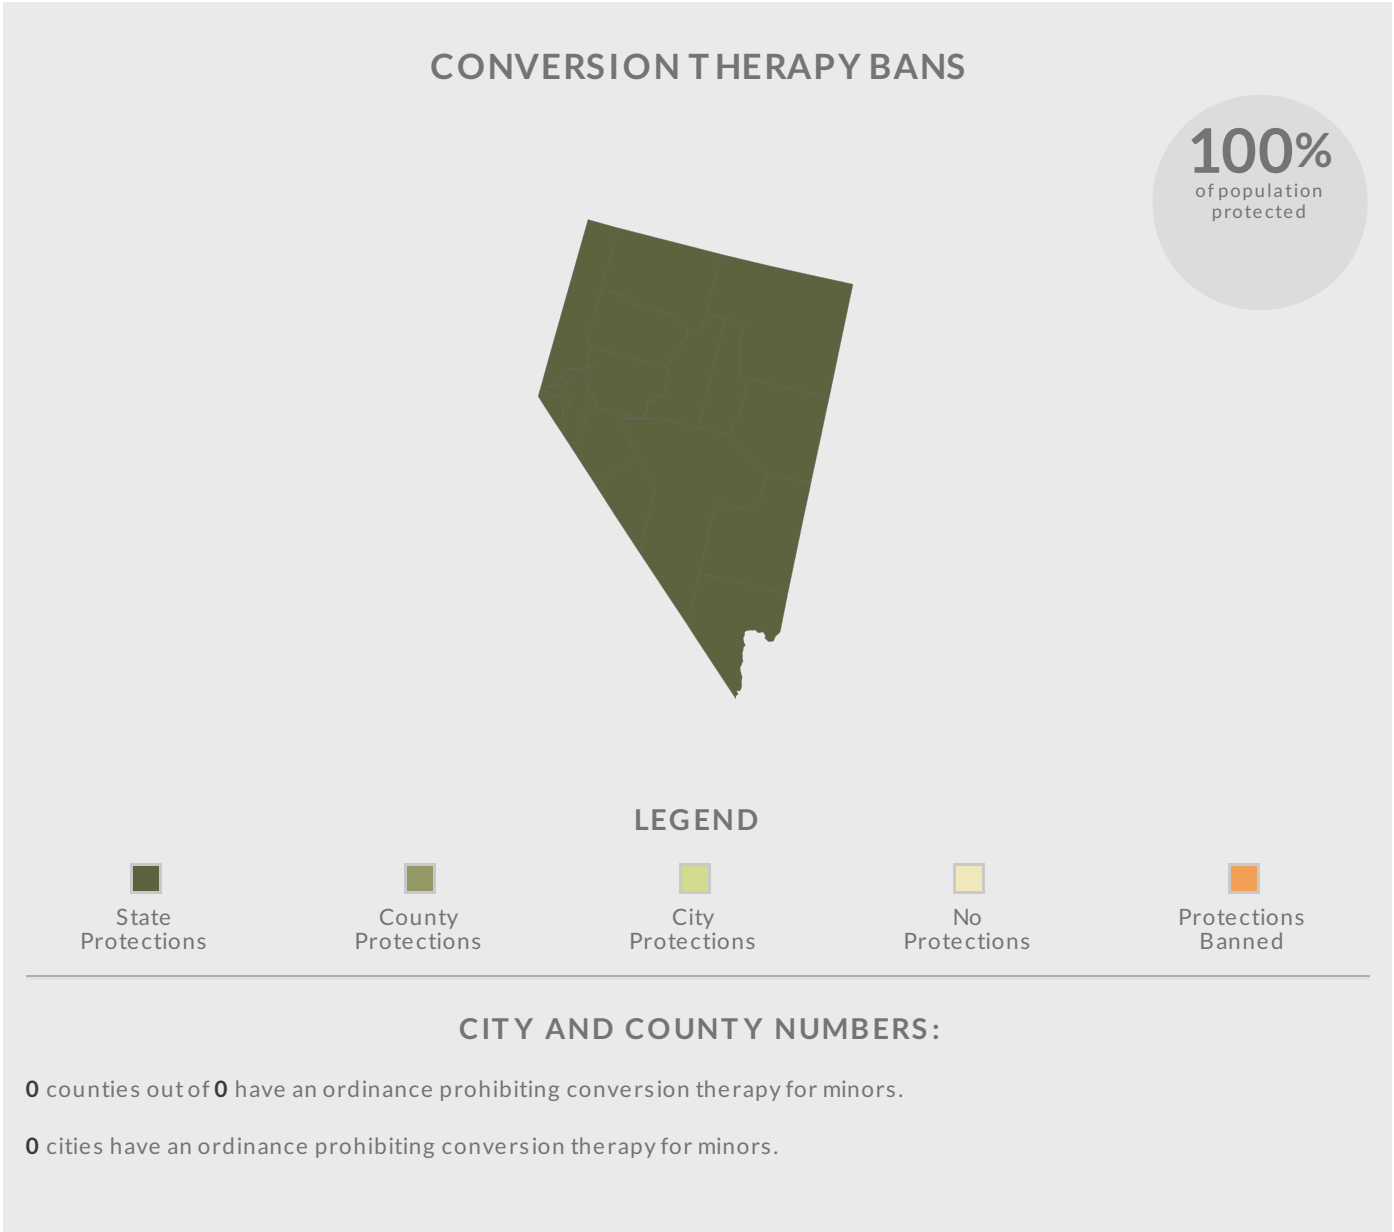 CONVERSION THERAPY BANS
100%
of population
protected
LEGEND
State
Protections
County
Protections
City
Protections
No
Protections
Protections
Banned
CITY AND COUNTY NUMBERS:
0 counties out of 0 have an ordinance prohibiting conversion therapy for minors.
0 cities have an ordinance prohibiting conversion therapy for minors.